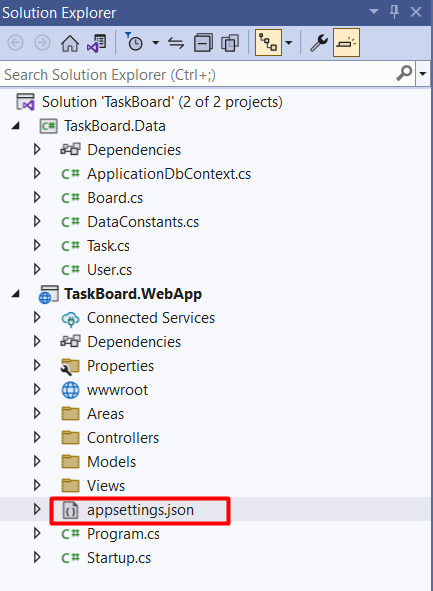 Solution Explorer
Search Solution Explorer (Ctrl+;)
Solution 'TaskBoard' (2 of 2 projects)
TaskBoard.Data
Dependencies
ApplicationDbContext.cs
Board.cs
DataConstants.cs
Task.cs
User.cs
TaskBoard.WebApp
Connected Services
Dependencies
Properties
wwwroot
Areas
Controllers
Models
Views
appsettings.json
Program.cs
Startup.cs